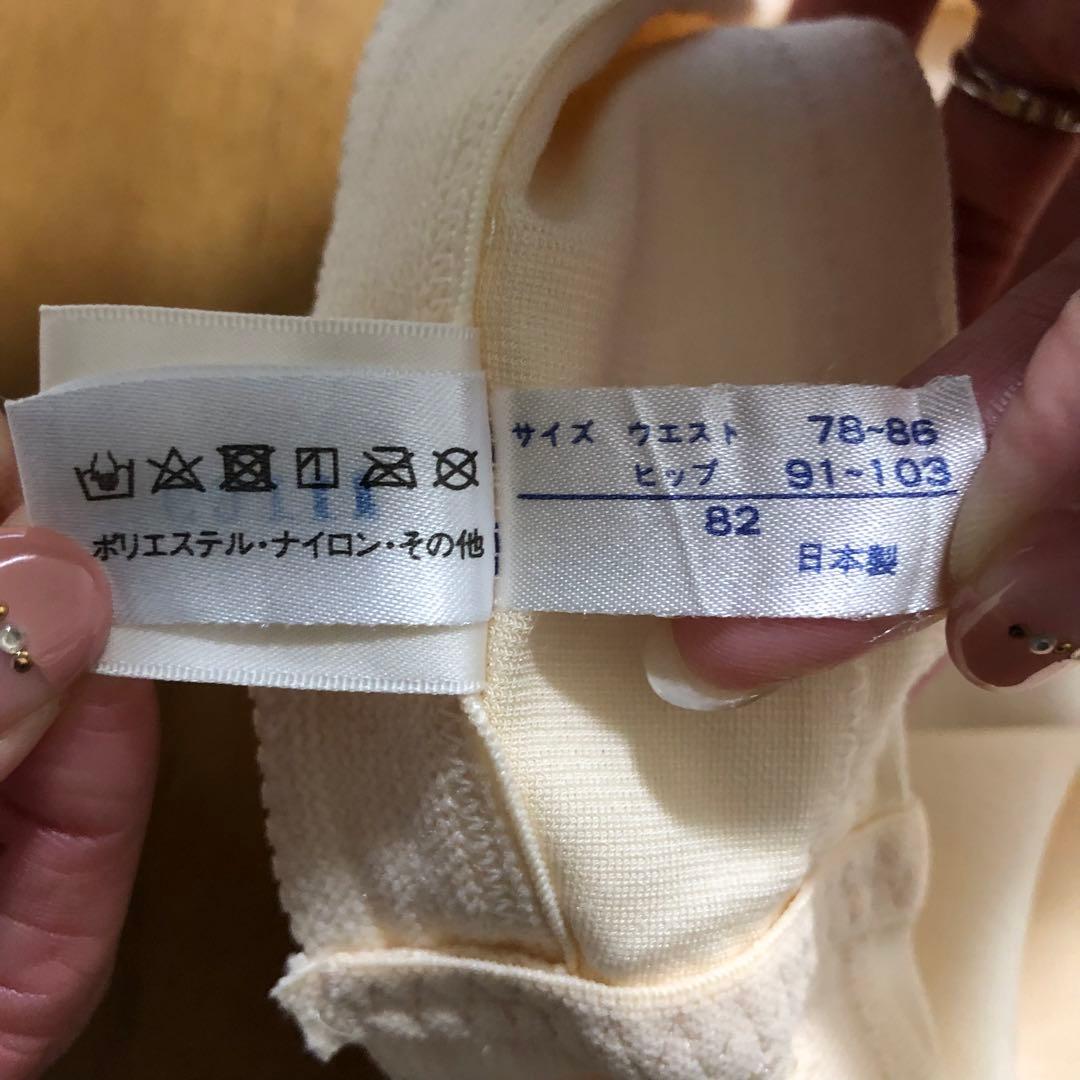 ポリエステル・ナイロン・その他
サイズ ウエスト 78~86
ヒップ 91~103
82
日本製